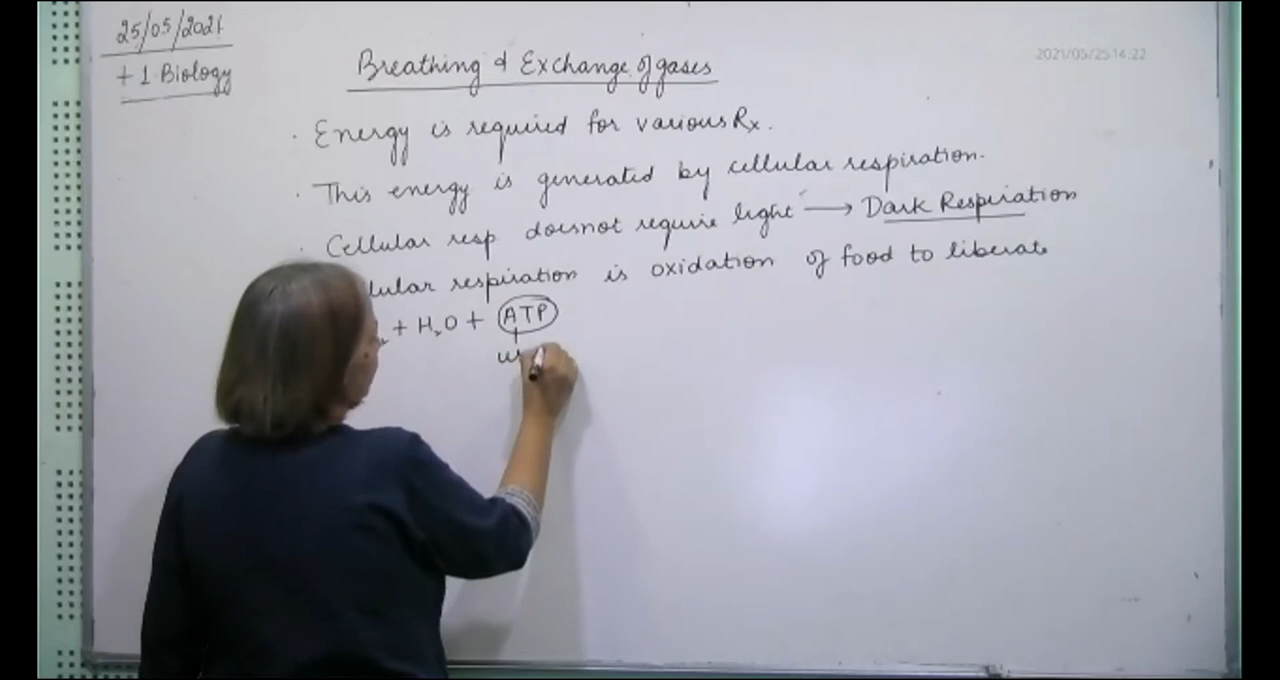 25/05/2021
+1 Biology
2021/05/25 14:22
Breathing & Exchange of gases
· Energy is required for various Rx.
· This energy is generated by cellular respiration.
· Cellular resp doesnot require light → Dark Respiration
lular respiration is oxidation of food to liberate
+ H₂O + ATP